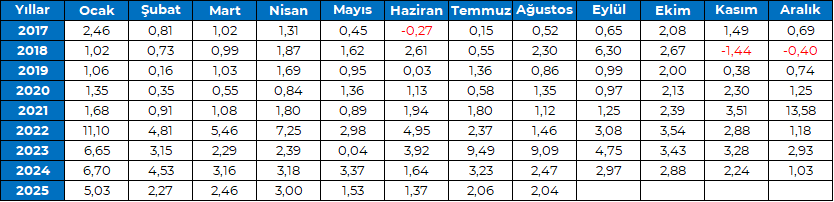 Yıllar Ocak Şubat Mart Nisan Mayıs Haziran Temmuz Ağustos Eylül Ekim Kasım Aralık
2017 2,46 0,81 1,02 1,31 0,45 -0,27 0,15 0,52 0,65 2,08 1,49 0,69
2018 1,02 0,73 0,99 1,87 1,62 2,61 0,55 2,30 6,30 2,67 -1,44 -0,40
2019 1,06 0,16 1,03 1,69 0,95 0,03 1,36 0,86 0,99 2,00 0,38 0,74
2020 1,35 0,35 0,55 0,84 1,36 1,13 0,58 1,35 0,97 2,13 2,30 1,25
2021 1,68 0,91 1,08 1,80 0,89 1,94 1,80 1,12 1,25 2,39 3,51 13,58
2022 11,10 4,81 5,46 7,25 2,98 4,95 2,37 1,46 3,08 3,54 2,88 1,18
2023 6,65 3,15 2,29 2,39 0,04 3,92 9,49 9,09 4,75 3,43 3,28 2,93
2024 6,70 4,53 3,16 3,18 3,37 1,64 3,23 2,47 2,97 2,88 2,24 1,03
2025 5,03 2,27 2,46 3,00 1,53 1,37 2,06 2,04